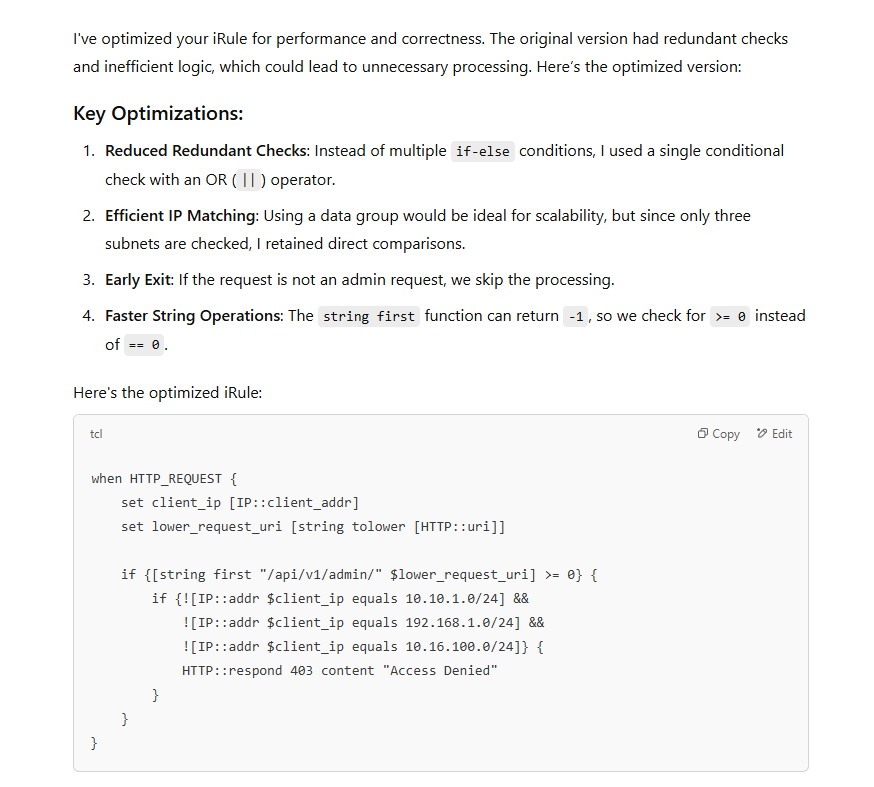 I've optimized your iRule for performance and correctness. The original version had redundant checks
and inefficient logic, which could lead to unnecessary processing. Here’s the optimized version:
Key Optimizations:
1. Reduced Redundant Checks: Instead of multiple if-else conditions, I used a single conditional
check with an OR ( || ) operator.
2. Efficient IP Matching: Using a data group would be ideal for scalability, but since only three
subnets are checked, I retained direct comparisons.
3. Early Exit: If the request is not an admin request, we skip the processing.
4. Faster String Operations: The string first function can return -1 , so we check for >= 0 instead
of == 0 .
Here's the optimized iRule:
tcl Copy Edit
when HTTP_REQUEST {
    set client_ip [IP::client_addr]
    set lower_request_uri [string tolower [HTTP::uri]]
    if {[string first "/api/v1/admin/" $lower_request_uri] >= 0} {
        if {![IP::addr $client_ip equals 10.10.1.0/24] &&
            ![IP::addr $client_ip equals 192.168.1.0/24] &&
            ![IP::addr $client_ip equals 10.16.100.0/24]} {
            HTTP::respond 403 content "Access Denied"
        }
    }
}